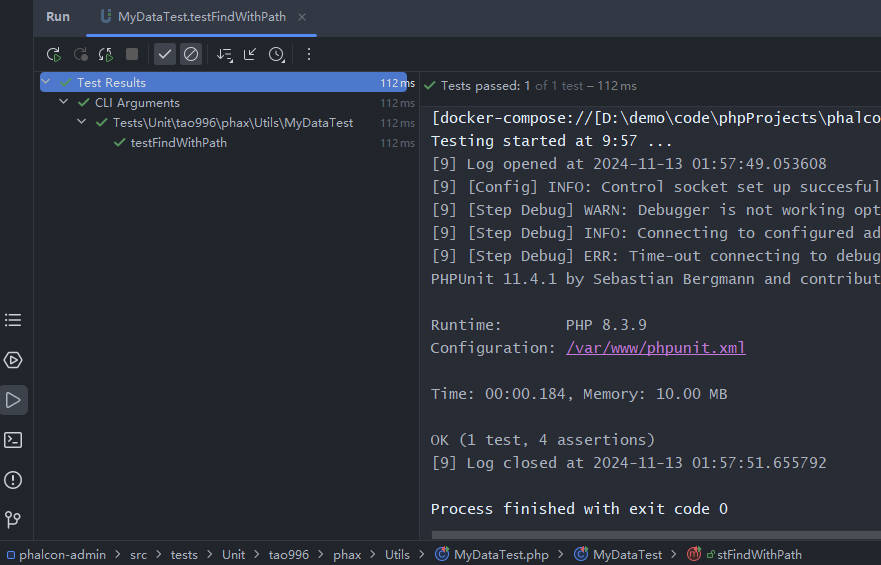 Run MyDataTest.testFindWithPath
Test Results 112 ms
CLI Arguments 112 ms
Tests\Unit\tao996\phax\Utils\MyDataTest 112 ms
testFindWithPath 112 ms
Tests passed: 1 of 1 test – 112 ms
[docker-compose://[D:\demo\code\phpProjects\phalco
Testing started at 9:57 ...
[9] Log opened at 2024-11-13 01:57:49.053608
[9] [Config] INFO: Control socket set up succesful
[9] [Step Debug] WARN: Debugger is not working opt
[9] [Step Debug] INFO: Connecting to configured ad
[9] [Step Debug] ERR: Time-out connecting to debug
PHPUnit 11.4.1 by Sebastian Bergmann and contribut
Runtime: PHP 8.3.9
Configuration: /var/www/phpunit.xml
Time: 00:00.184, Memory: 10.00 MB
OK (1 test, 4 assertions)
[9] Log closed at 2024-11-13 01:57:51.655792
Process finished with exit code 0
phalcon-admin > src > tests > Unit > tao996 > phax > Utils > MyDataTest.php > MyDataTest > stFindWithPath